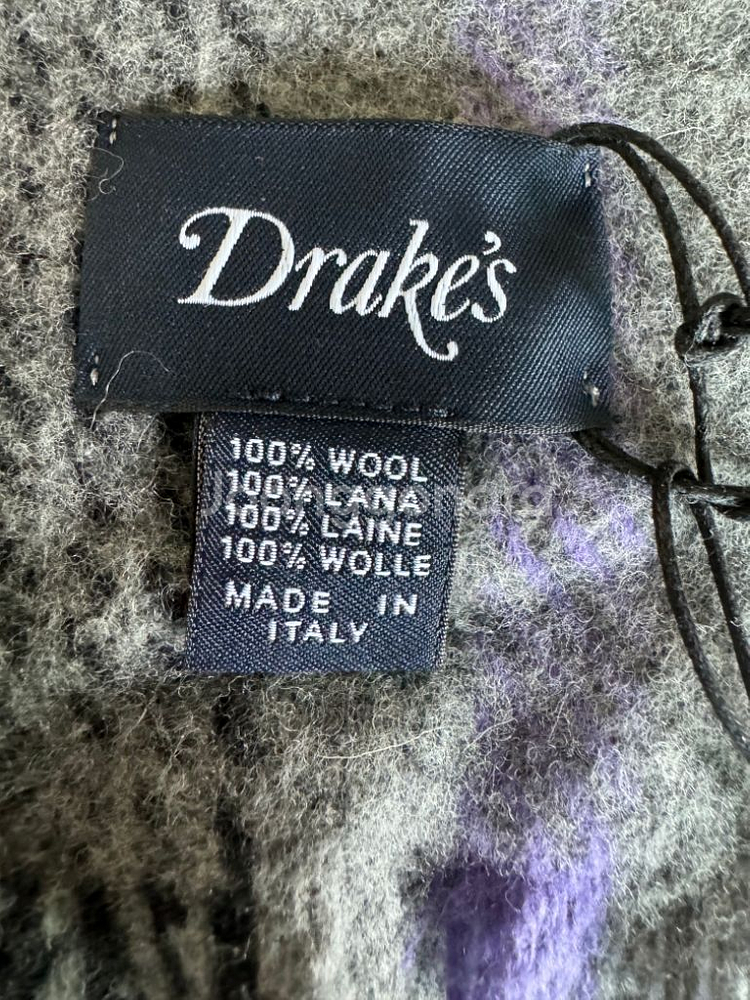 Drake's
100% WOOL
100% LANA
100% LAINE
100% WOLLE
MADE IN
ITALY